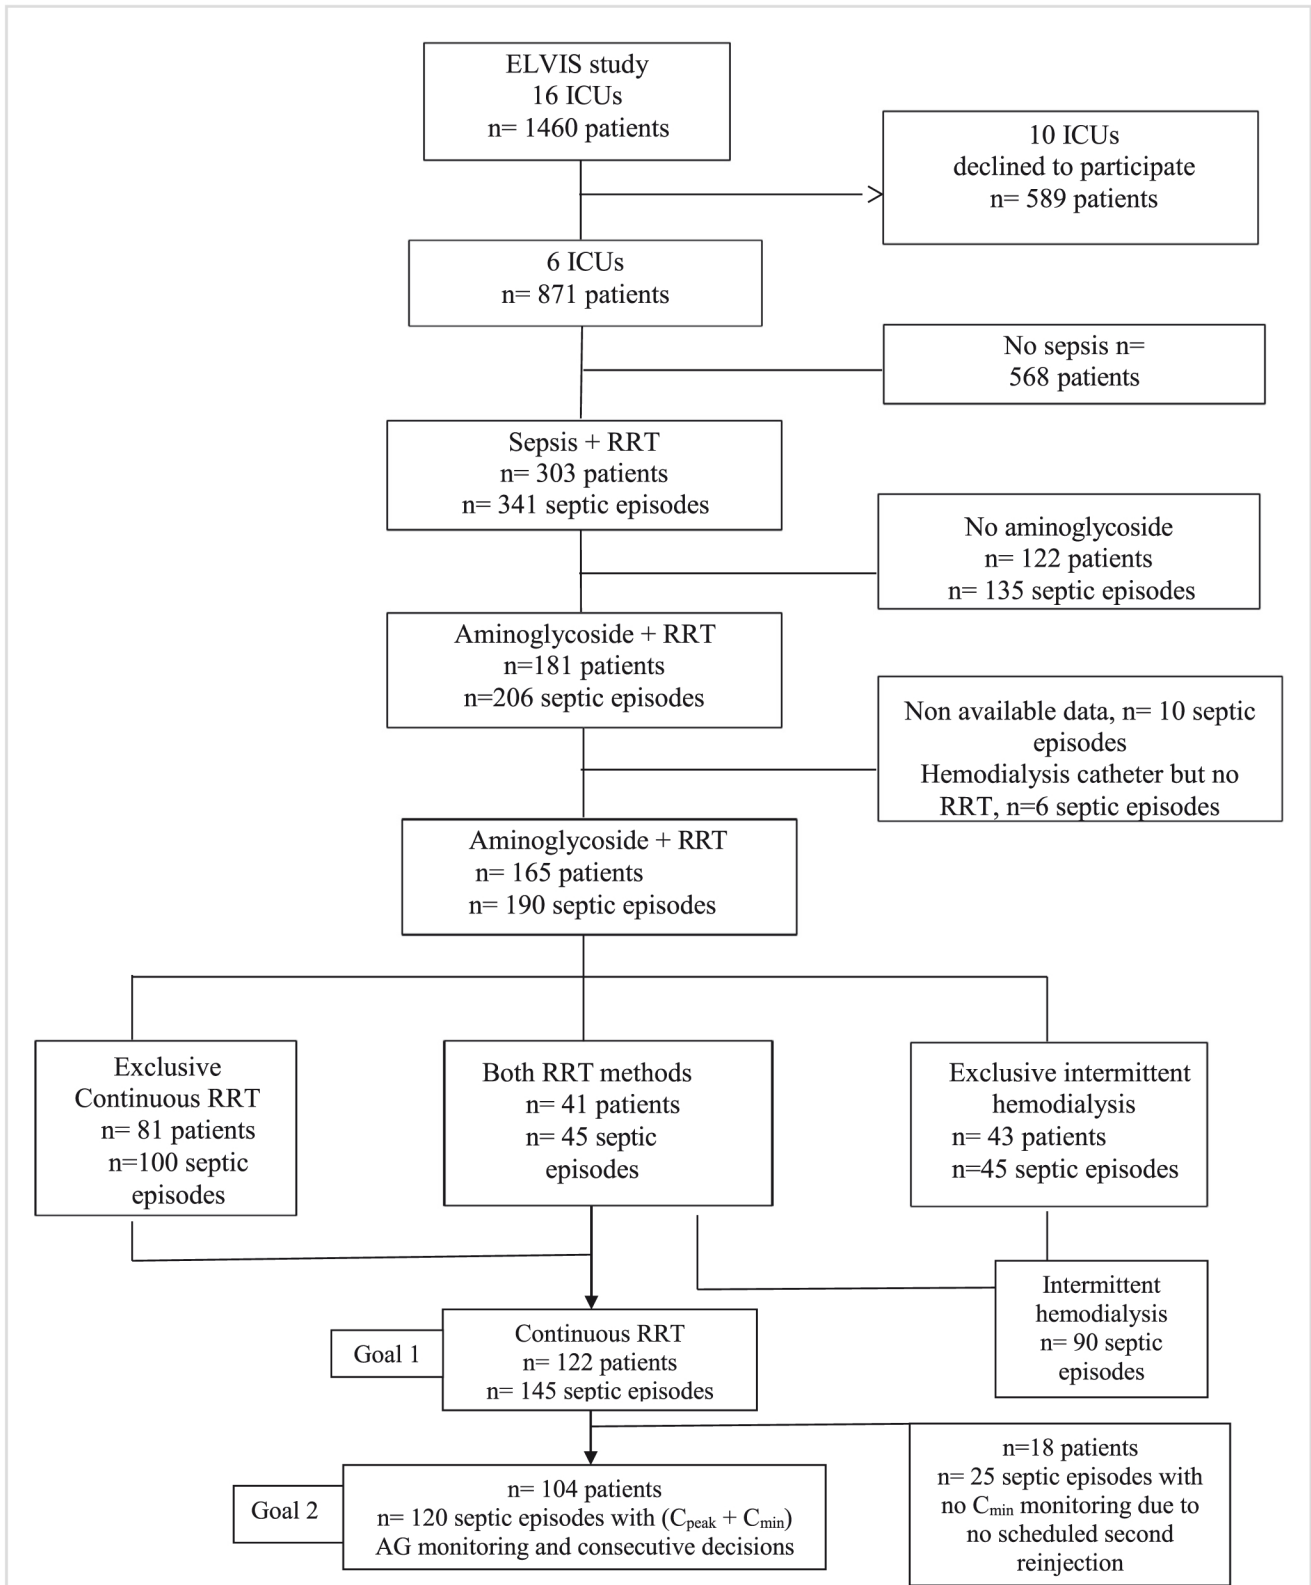 ELVIS study
16 ICUs
n= 1460 patients
10 ICUs
declined to participate
n= 589 patients
6 ICUs
n= 871 patients
No sepsis n=
568 patients
Sepsis + RRT
n= 303 patients
n= 341 septic episodes
No aminoglycoside
n= 122 patients
n= 135 septic episodes
Aminoglycoside + RRT
n=181 patients
n=206 septic episodes
Non available data, n= 10 septic
episodes
Hemodialysis catheter but no
RRT, n=6 septic episodes
Aminoglycoside + RRT
n= 165 patients
n= 190 septic episodes
Exclusive
Continuous RRT
n= 81 patients
n=100 septic
episodes
Both RRT methods
n= 41 patients
n= 45 septic
episodes
Exclusive intermittent
hemodialysis
n= 43 patients
n=45 septic episodes
Intermittent
hemodialysis
n= 90 septic
episodes
Goal 1
Continuous RRT
n= 122 patients
n= 145 septic episodes
n=18 patients
n= 25 septic episodes with
no Cmin monitoring due to
no scheduled second
reinjection
Goal 2
n= 104 patients
n= 120 septic episodes with (Cpeak + Cmin)
AG monitoring and consecutive decisions